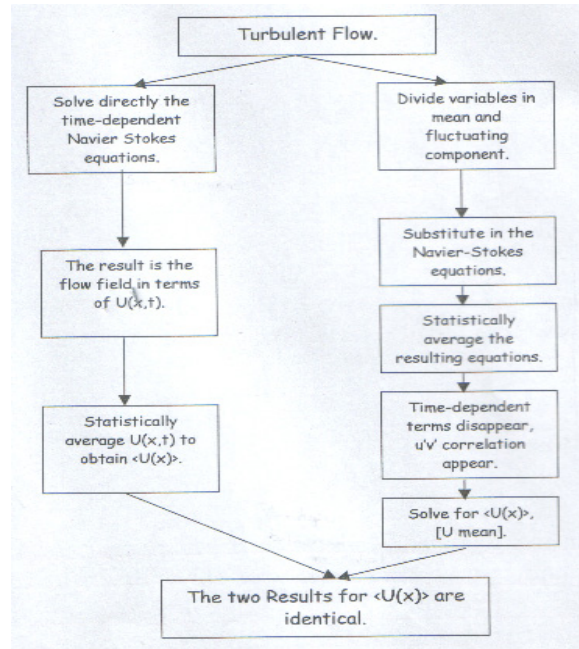 Turbulent Flow.
Solve directly the
time-dependent
Navier Stokes
equations.
The result is the
flow field in terms
of U(x,t).
Statistically
average U(x,t) to
obtain <U(x)>.
Divide variables in
mean and
fluctuating
component.
Substitute in the
Navier-Stokes
equations.
Statistically
average the
resulting equations.
Time-dependent
terms disappear,
u'v' correlation
appear.
Solve for <U(x)>,
[U mean].
The two Results for <U(x)> are
identical.